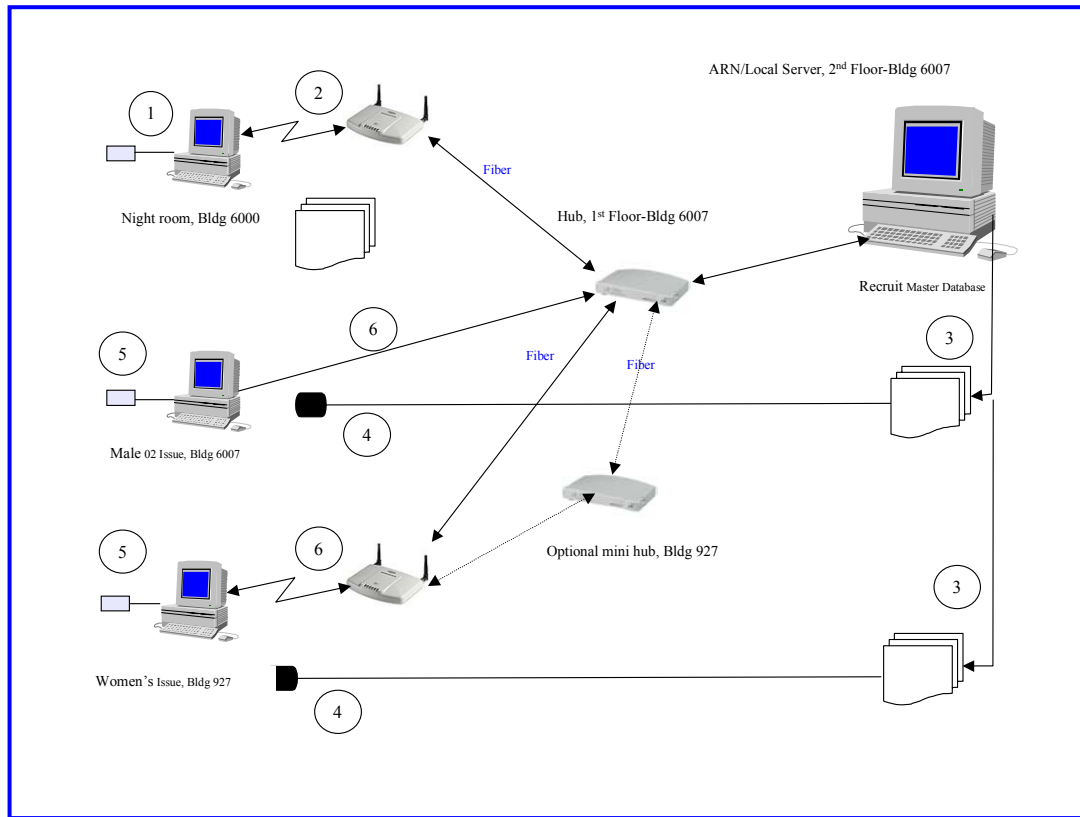 ARN/Local Server, 2nd Floor-Bldg 6007
1
2
Fiber
Night room, Bldg 6000
Hub, 1st Floor-Bldg 6007
Recruit Master Database
6
5
Fiber
Fiber
3
4
Male 02 Issue, Bldg 6007
5
6
Optional mini hub, Bldg 927
3
Women's Issue, Bldg 927
4